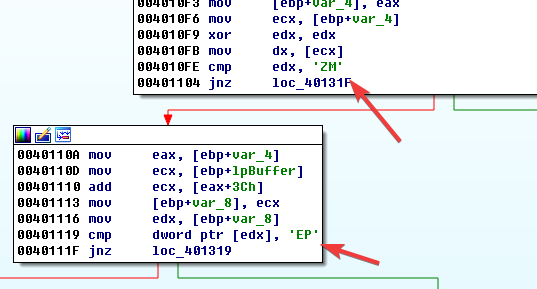 004010F3 mov     [ebp+var_4], eax
004010F6 mov     ecx, [ebp+var_4]
004010F9 xor     edx, edx
004010FB mov     dx, [ecx]
004010FE cmp     edx, 'ZM'
00401104 jnz     loc_40131F
0040110A mov     eax, [ebp+var_4]
0040110D mov     ecx, [ebp+lpBuffer]
00401110 add     ecx, [eax+3Ch]
00401113 mov     [ebp+var_8], ecx
00401116 mov     edx, [ebp+var_8]
00401119 cmp     dword ptr [edx], 'EP'
0040111F jnz     loc_401319